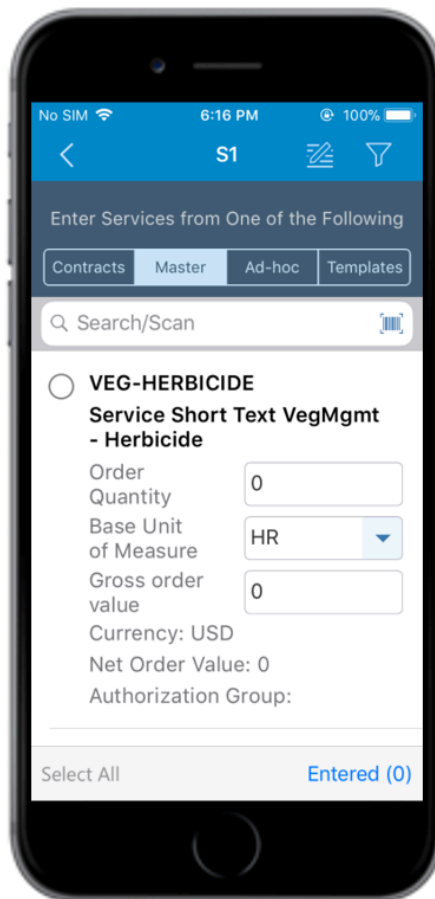 No SIM 6:16 PM 100%
S1
Enter Services from One of the Following
Contracts Master Ad-hoc Templates
Search/Scan
VEG-HERBICIDE
Service Short Text VegMgmt
- Herbicide
Order
Quantity
0
Base Unit
of Measure
HR
Gross order
value
0
Currency: USD
Net Order Value: 0
Authorization Group:
Select All Entered (0)